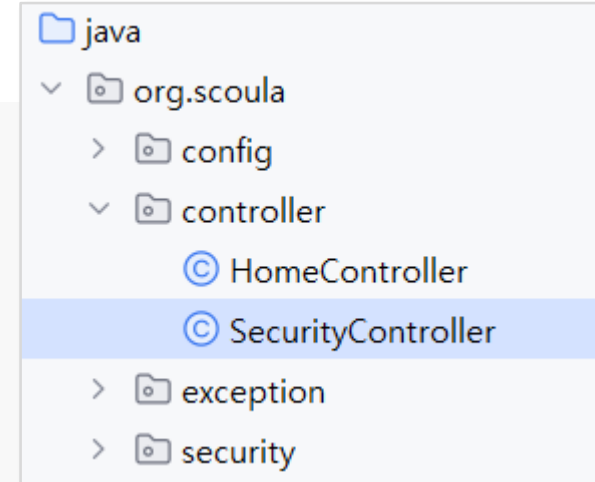 java
org.scoula
config
controller
HomeController
SecurityController
exception
security